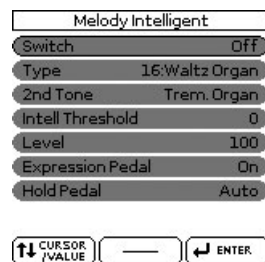 Melody Intelligent
Switch Off
Type 16:Waltz Organ
2nd Tone Trem. Organ
Intell Threshold 0
Level 100
Expression Pedal On
Hold Pedal Auto
CURSOR /VALUE ENTER